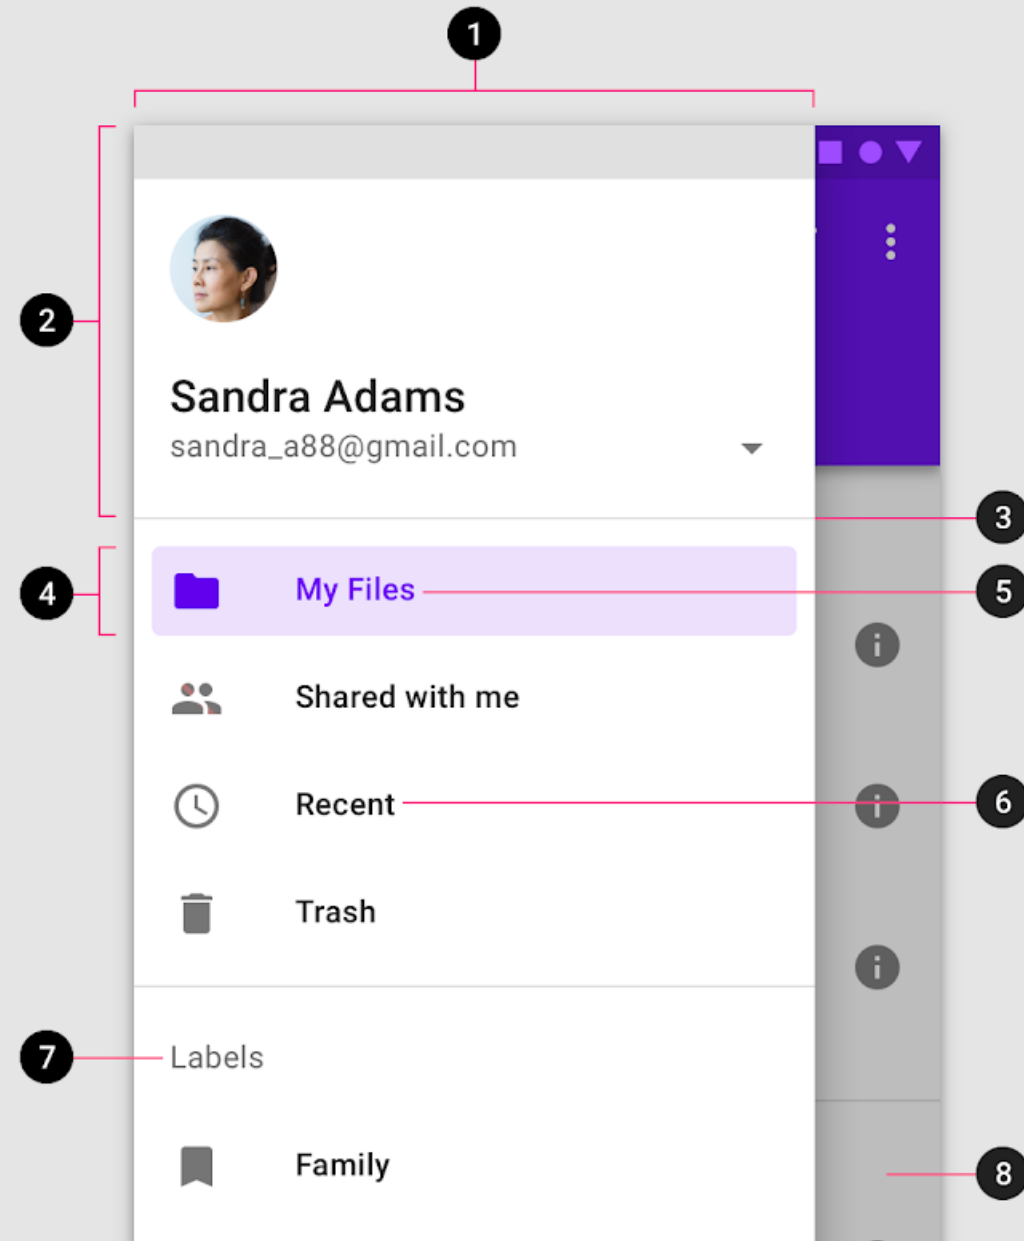 1
2
Sandra Adams
sandra_a88@gmail.com
3
4
My Files
5
i
Shared with me
Recent
i
6
Trash
i
7
Labels
Family
8